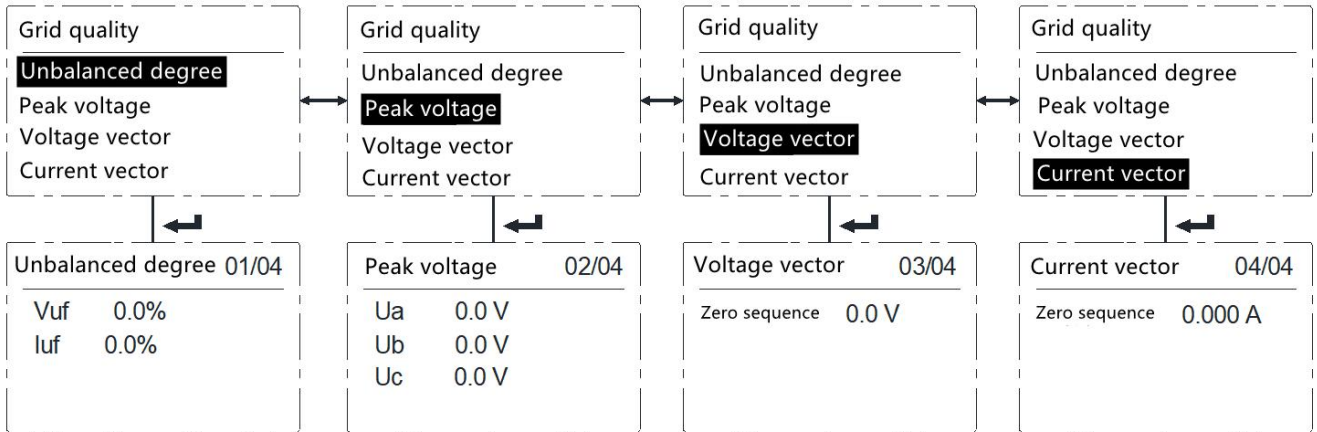 Grid quality
Unbalanced degree
Peak voltage
Voltage vector
Current vector
Grid quality
Unbalanced degree
Peak voltage
Voltage vector
Current vector
Grid quality
Unbalanced degree
Peak voltage
Voltage vector
Current vector
Grid quality
Unbalanced degree
Peak voltage
Voltage vector
Current vector
Unbalanced degree 01/04
Vuf 0.0%
Iuf 0.0%
Peak voltage 02/04
Ua 0.0 V
Ub 0.0 V
Uc 0.0 V
Voltage vector 03/04
Zero sequence 0.0 V
Current vector 04/04
Zero sequence 0.000 A